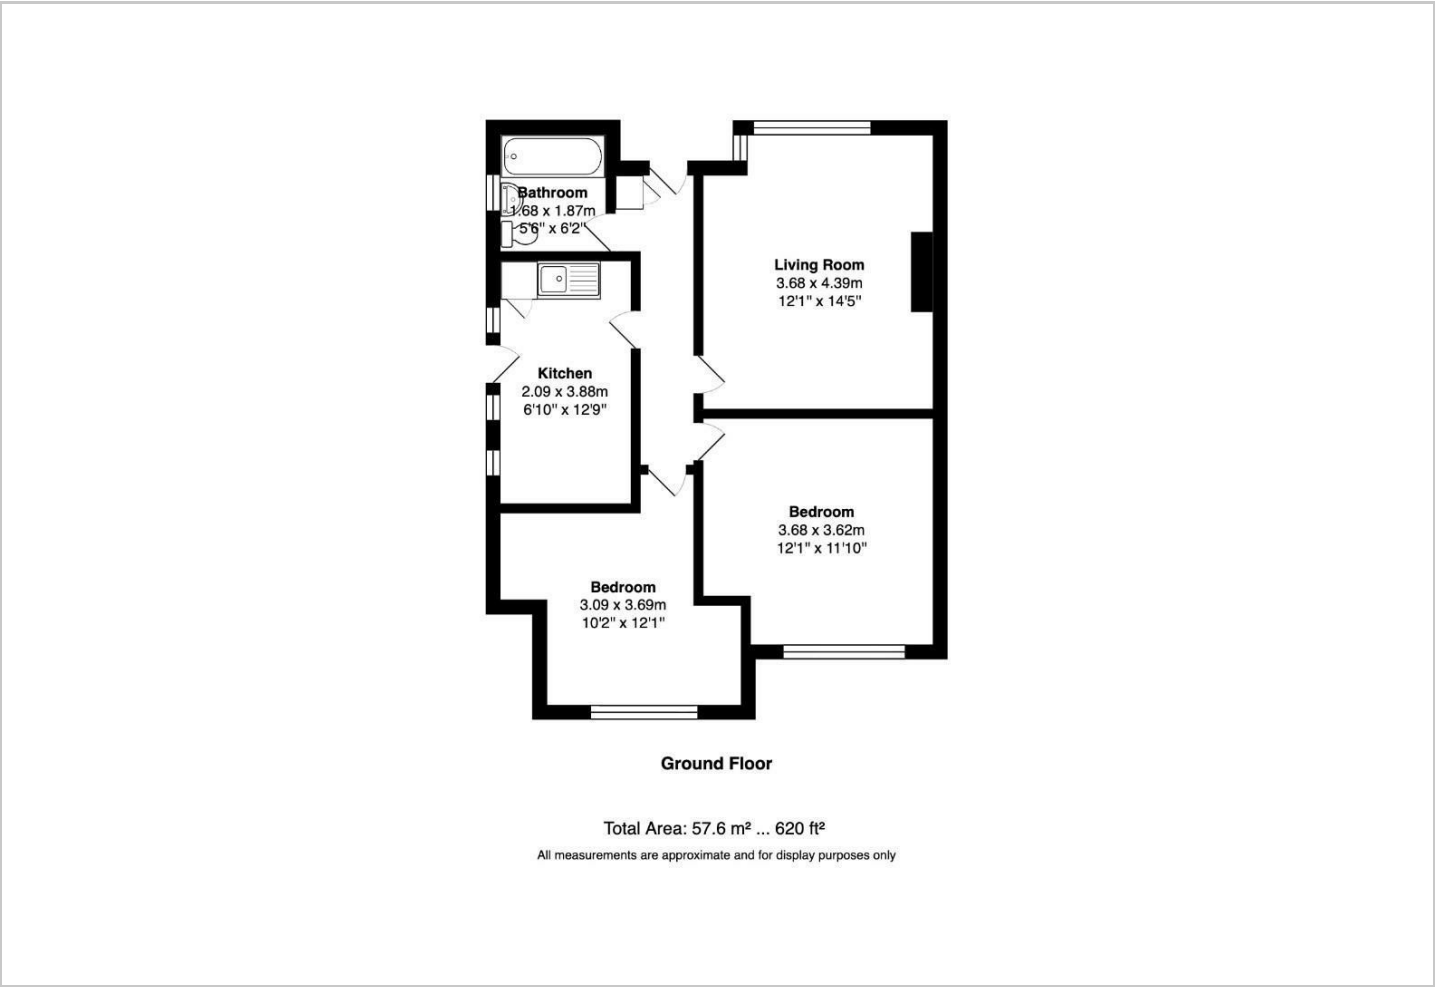 Bathroom
1.68 x 1.87m
5'6" x 6'2"
Living Room
3.68 x 4.39m
12'1" x 14'5"
Kitchen
2.09 x 3.88m
6'10" x 12'9"
Bedroom
3.68 x 3.62m
12'1" x 11'10"
Bedroom
3.09 x 3.69m
10'2" x 12'1"
Ground Floor
Total Area: 57.6 m² ... 620 ft²
All measurements are approximate and for display purposes only